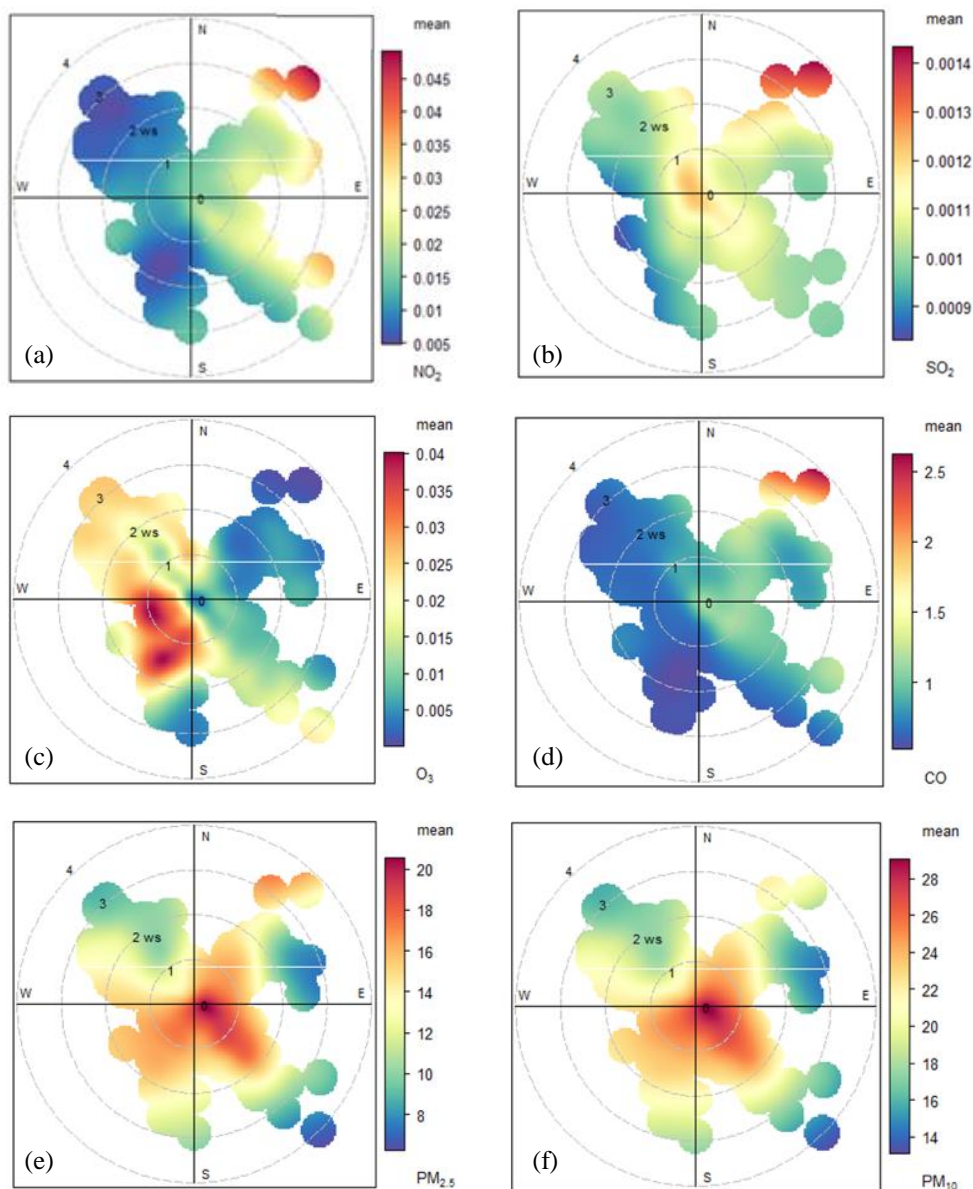 mean
N
4
3
2 ws
1
W
0
E
S
0.045
0.04
0.035
0.03
0.025
0.02
0.015
0.01
0.005
(a)
NO2
mean
N
4
3
2 ws
1
W
0
E
S
0.0014
0.0013
0.0012
0.0011
0.001
0.0009
(b)
SO2
mean
N
4
3
2 ws
1
W
0
E
S
0.04
0.035
0.03
0.025
0.02
0.015
0.01
0.005
(c)
O3
mean
N
4
3
2 ws
1
W
0
E
S
2.5
2
1.5
1
(d)
CO
mean
N
4
3
2 ws
1
W
0
E
S
20
18
16
14
12
10
8
(e)
PM2.5
mean
N
4
3
2 ws
1
W
0
E
S
28
26
24
22
20
18
16
14
(f)
PM10